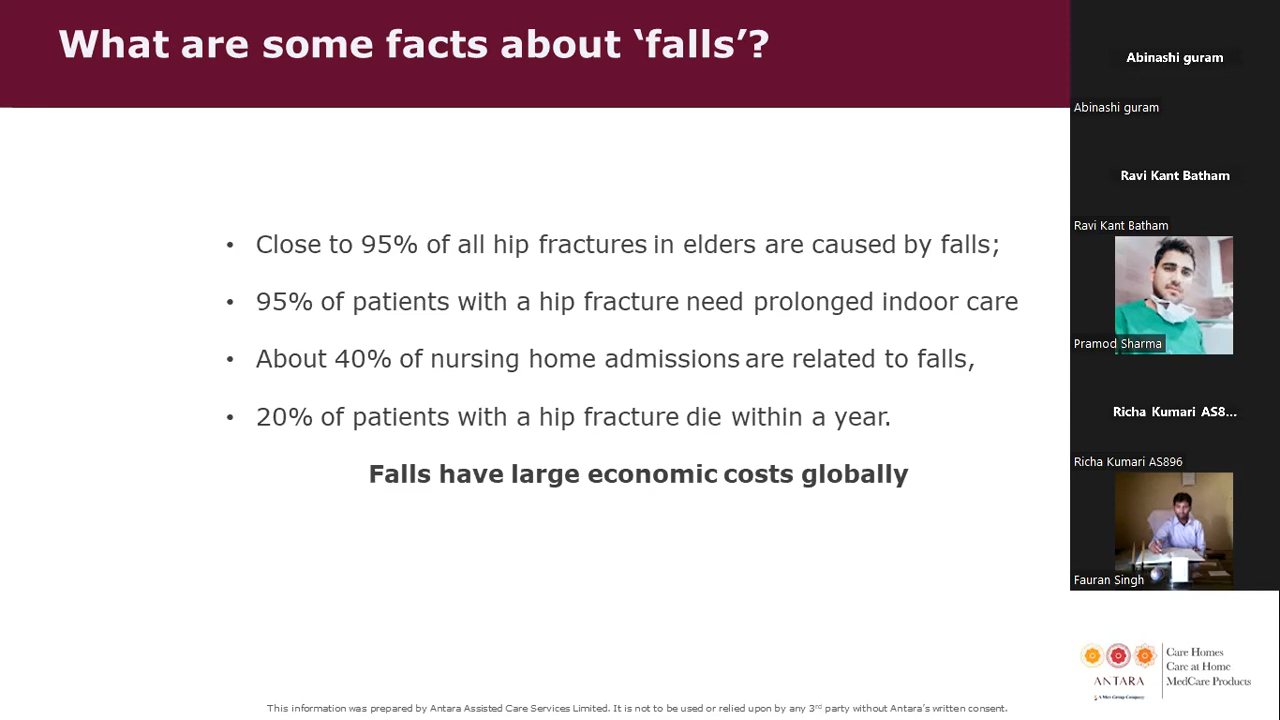 What are some facts about ‘falls’?
• Close to 95% of all hip fractures in elders are caused by falls;
• 95% of patients with a hip fracture need prolonged indoor care
• About 40% of nursing home admissions are related to falls,
• 20% of patients with a hip fracture die within a year.
Falls have large economic costs globally
Abinashi guram
Abinashi guram
Ravi Kant Batham
Ravi Kant Batham
Pramod Sharma
Richa Kumari AS8...
Richa Kumari AS896
Fauran Singh
ANTARA
A Max Group Company
Care Homes
Care at Home
MedCare Products
This information was prepared by Antara Assisted Care Services Limited. It is not to be used or relied upon by any 3rd party without Antara’s written consent.